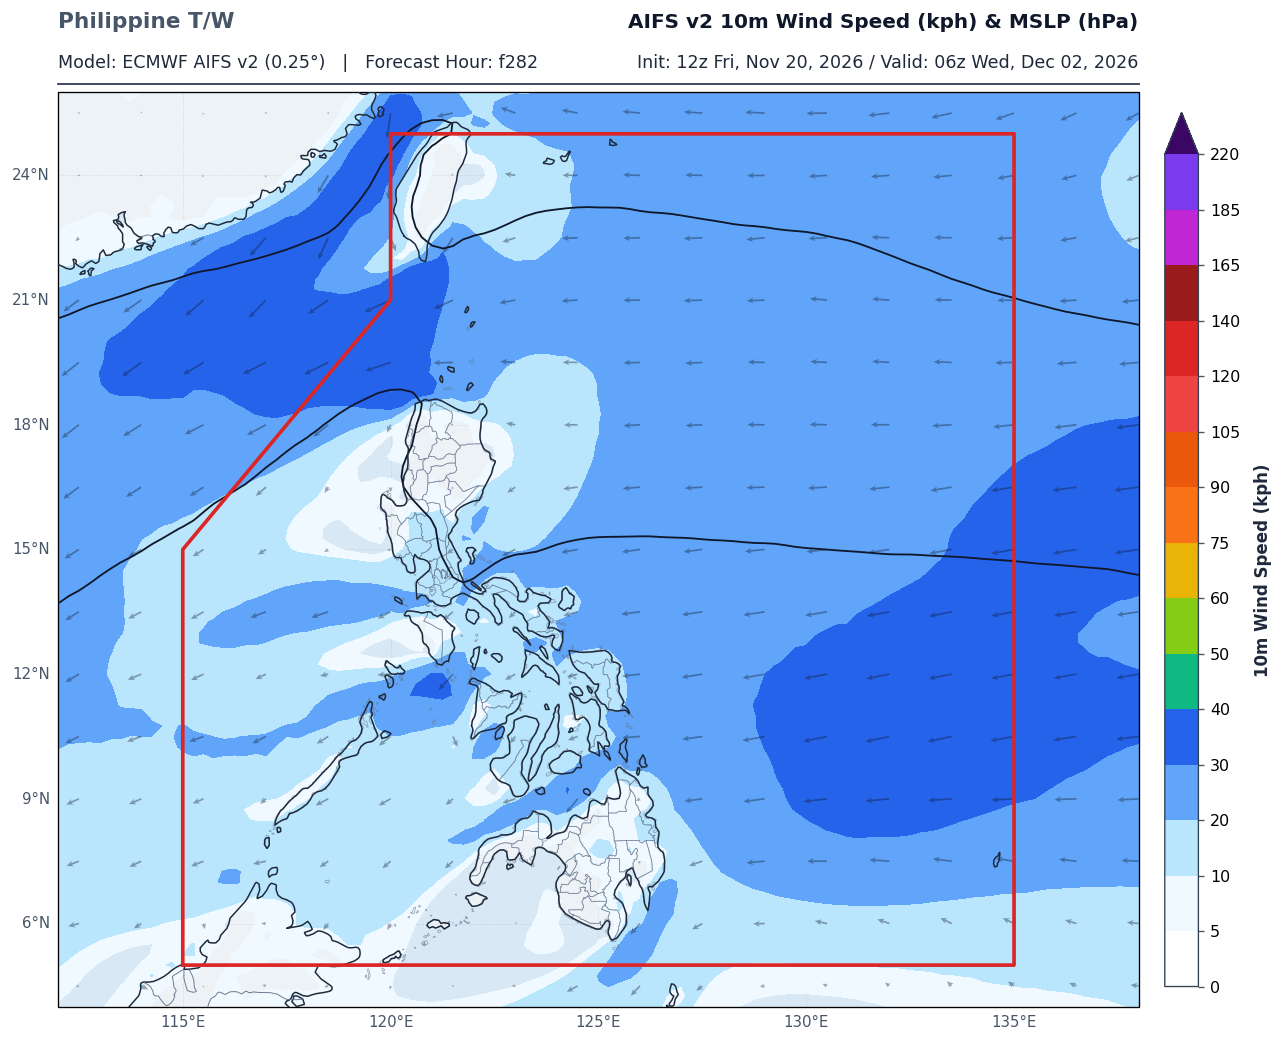 Philippine T/W
AIFS v2 10m Wind Speed (kph) & MSLP (hPa)
Model: ECMWF AIFS v2 (0.25°) | Forecast Hour: f282
Init: 12z Fri, Nov 20, 2026 / Valid: 06z Wed, Dec 02, 2026
24°N
21°N
18°N
15°N
12°N
9°N
6°N
115°E
120°E
125°E
130°E
135°E
220
185
165
140
120
105
90
75
60
50
40
30
20
10
5
0
10m Wind Speed (kph)